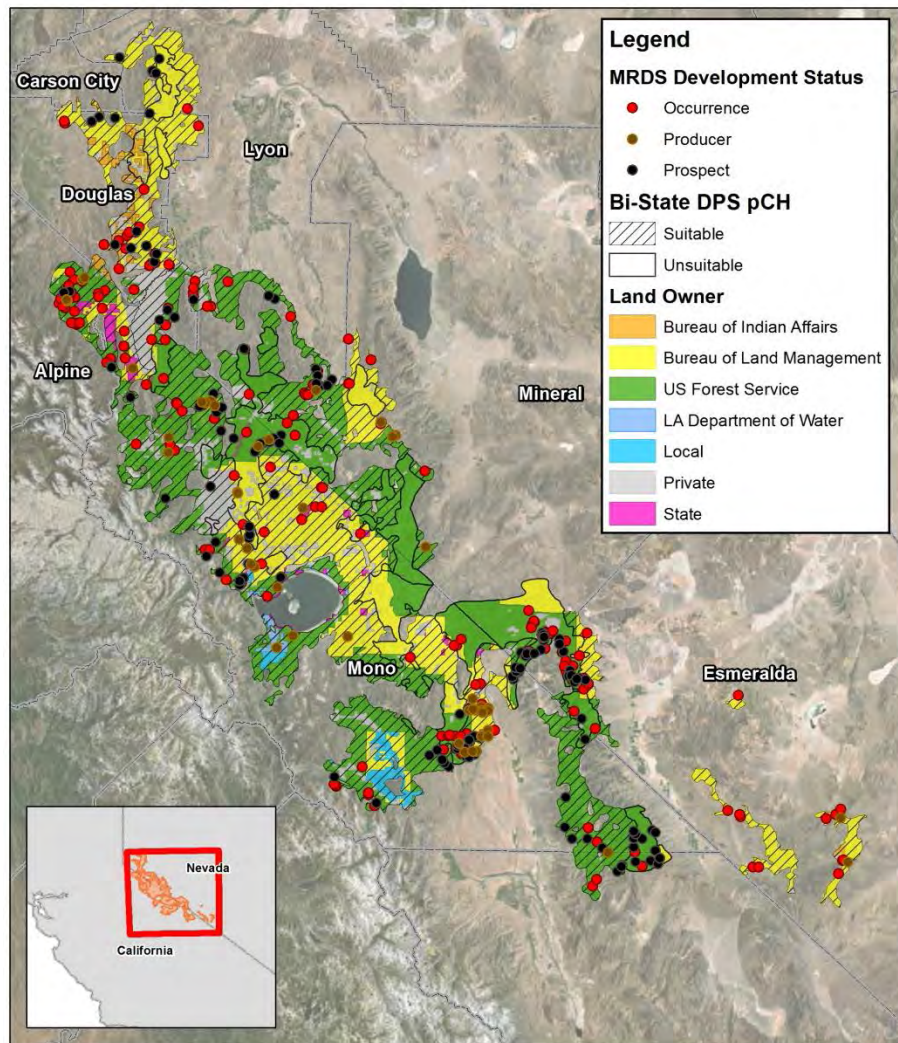 Legend
MRDS Development Status
Occurrence
Producer
Prospect
Bi-State DPS pCH
Suitable
Unsuitable
Land Owner
Bureau of Indian Affairs
Bureau of Land Management
US Forest Service
LA Department of Water
Local
Private
State
Carson City
Lyon
Douglas
Alpine
Mineral
Mono
Esmeralda
Nevada
California